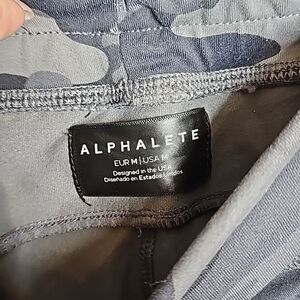 ALPHALETE
EUR M | USA M
Designed in the USA
Diseñado en Estados Unidos